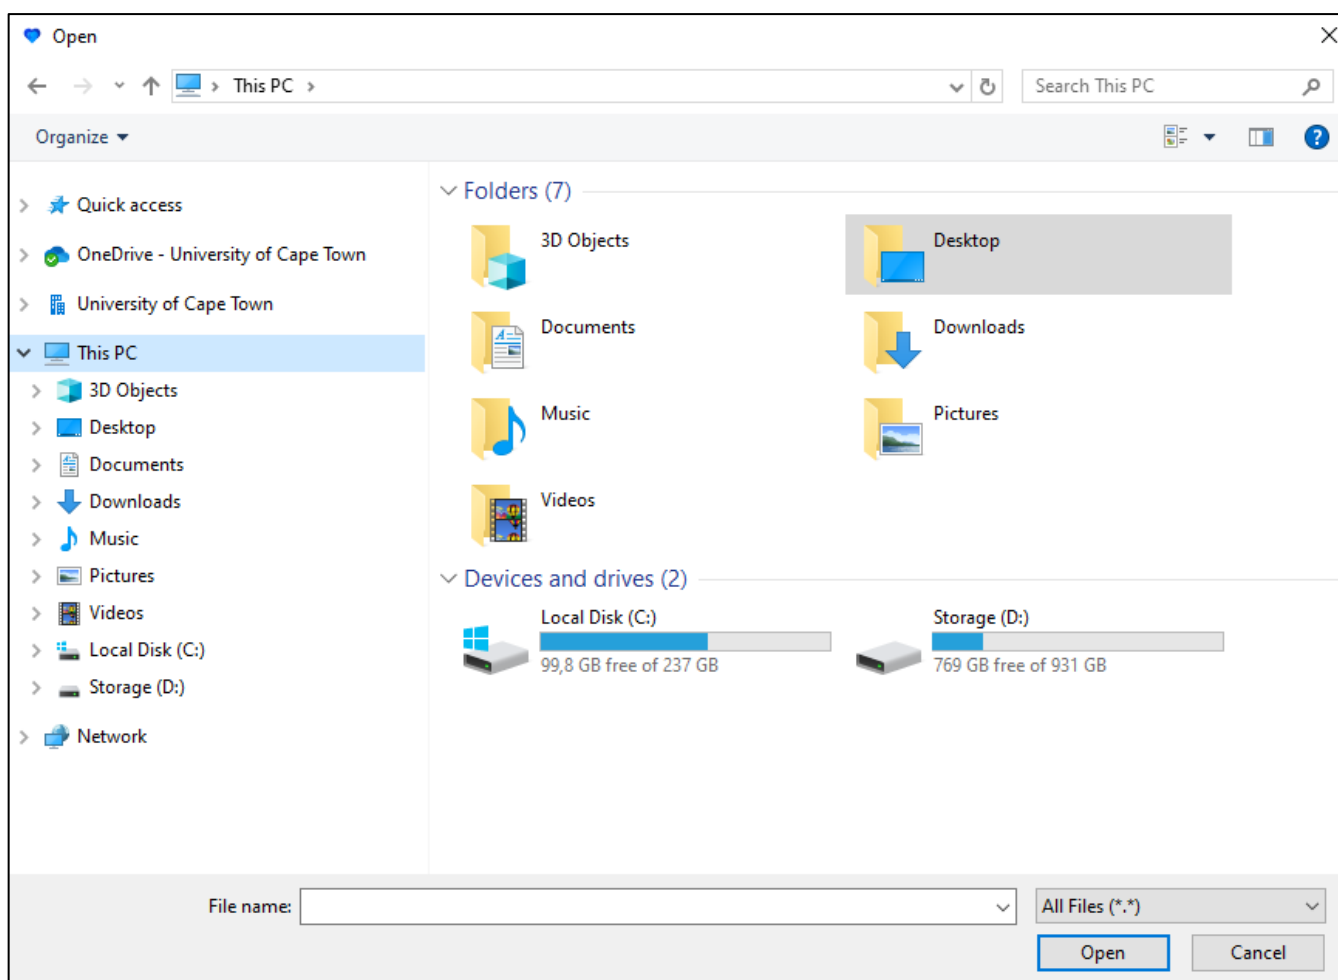 Open
This PC
Search This PC
Organize
Quick access
OneDrive - University of Cape Town
University of Cape Town
This PC
3D Objects
Desktop
Documents
Downloads
Music
Pictures
Videos
Local Disk (C:)
Storage (D:)
Network
Folders (7)
3D Objects
Desktop
Documents
Downloads
Music
Pictures
Videos
Devices and drives (2)
Local Disk (C:)
99,8 GB free of 237 GB
Storage (D:)
769 GB free of 931 GB
File name:
All Files (*.*)
Open
Cancel